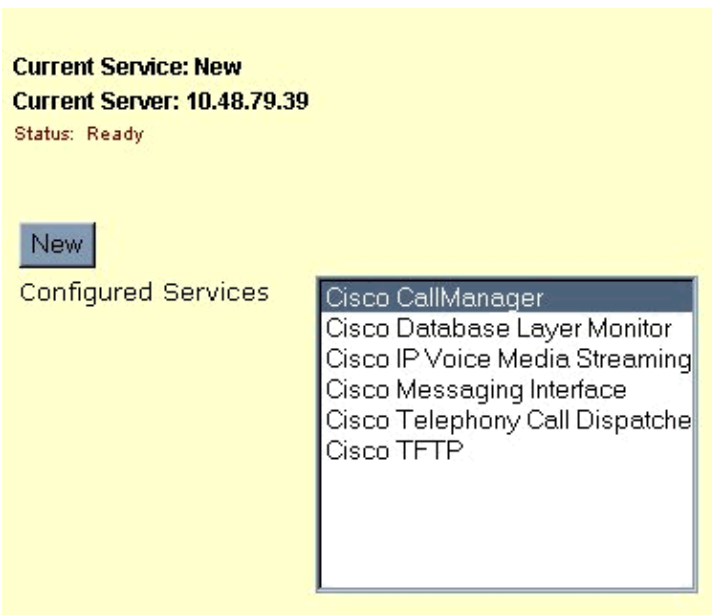 Current Service: New
Current Server: 10.48.79.39
Status: Ready
New
Configured Services
Cisco CallManager
Cisco Database Layer Monitor
Cisco IP Voice Media Streaming
Cisco Messaging Interface
Cisco Telephony Call Dispatche
Cisco TFTP